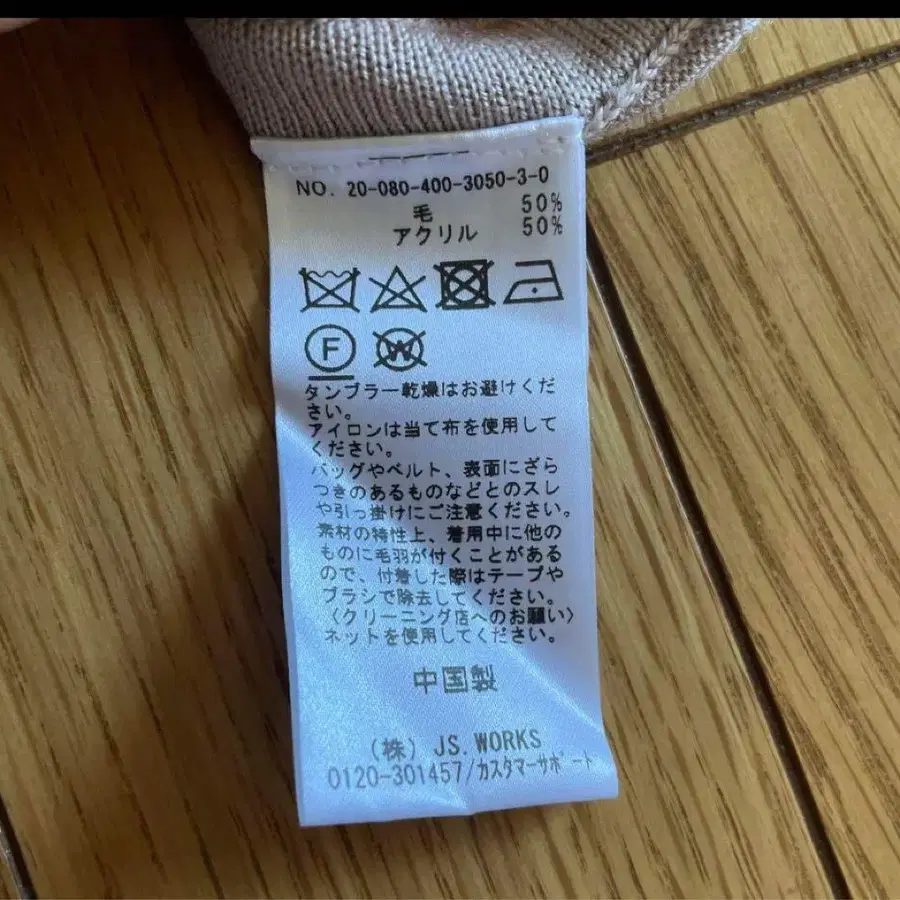 NO. 20-080-400-3050-3-0
毛 50%
アクリル 50%
F
W
タンブラー乾燥はお避けくだ
さい。
アイロンは当て布を使用して
ください。
バッグやベルト、表面にざら
つきのあるものなどとのスレ
や引っ掛けにご注意ください。
素材の特性上、着用中に他の
ものに毛羽が付くことがある
ので、付着した際はテープや
ブラシで除去してください。
〈クリーニング店へのお願い〉
ネットを使用してください。
中国製
(株) JS.WORKS
0120-301457/カスタマーサポート